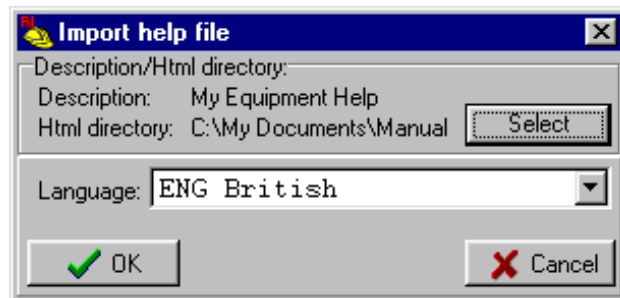 Import help file
Description/Html directory:
Description: My Equipment Help
Html directory: C:\My Documents\Manual
Select
Language: ENG British
OK
Cancel